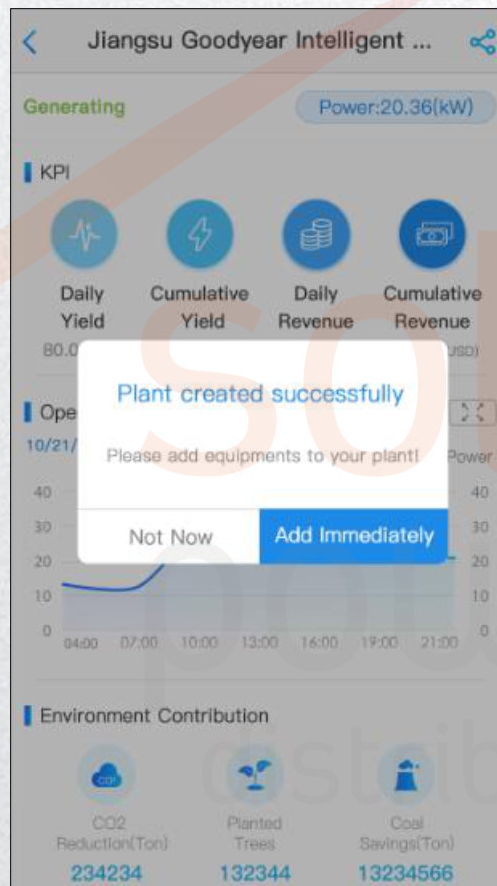 Jiangsu Goodyear Intelligent ...
Generating
Power:20.36(kW)
KPI
Daily Yield
Cumulative Yield
Daily Revenue
Cumulative Revenue
80.0
USD)
Plant created successfully
Please add equipments to your plant!
Not Now
Add Immediately
Ope
10/21/
Power
40
40
30
30
20
20
10
10
0
0
04:00 07:00 10:00 13:00 16:00 19:00 21:00
Environment Contribution
CO2
CO2 Reduction(Ton)
Planted Trees
Coal Savings(Ton)
234234
132344
13234566
sol
distrib